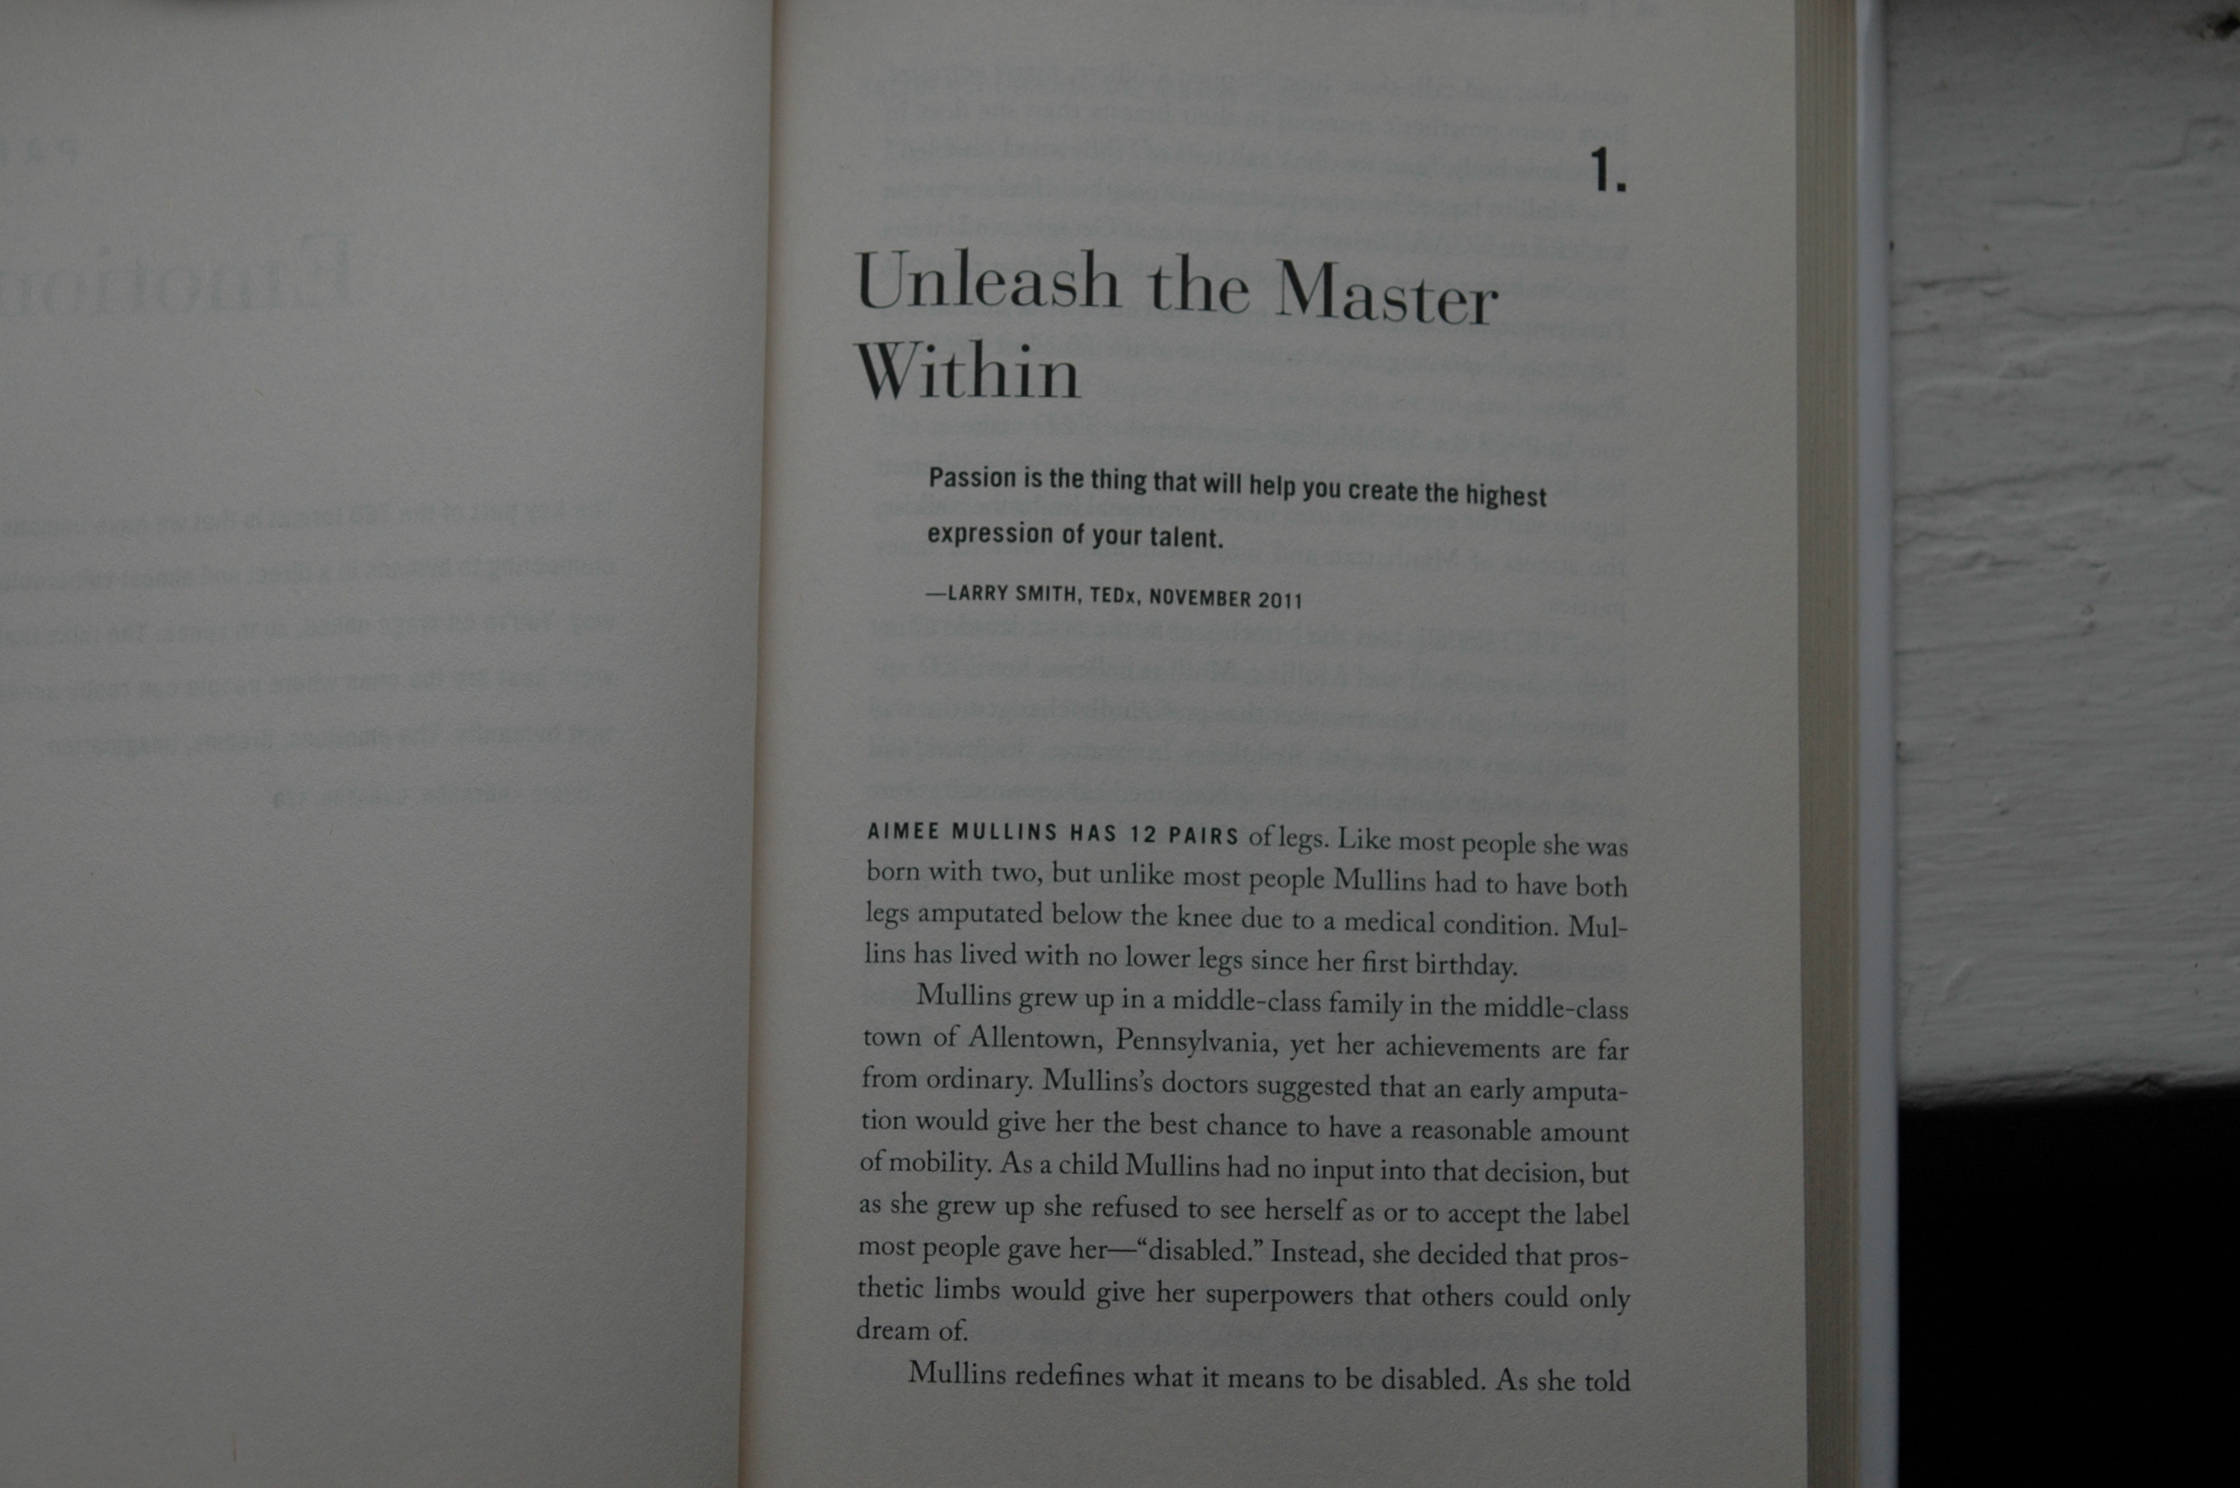 1.
Unleash the Master
Within
Passion is the thing that will help you create the highest
expression of your talent.
—LARRY SMITH, TEDx, NOVEMBER 2011
AIMEE MULLINS HAS 12 PAIRS of legs. Like most people she was
born with two, but unlike most people Mullins had to have both
legs amputated below the knee due to a medical condition. Mul-
lins has lived with no lower legs since her first birthday.
Mullins grew up in a middle-class family in the middle-class
town of Allentown, Pennsylvania, yet her achievements are far
from ordinary. Mullins’s doctors suggested that an early amputa-
tion would give her the best chance to have a reasonable amount
of mobility. As a child Mullins had no input into that decision, but
as she grew up she refused to see herself as or to accept the label
most people gave her—“disabled.” Instead, she decided that pros-
thetic limbs would give her superpowers that others could only
dream of.
Mullins redefines what it means to be disabled. As she told